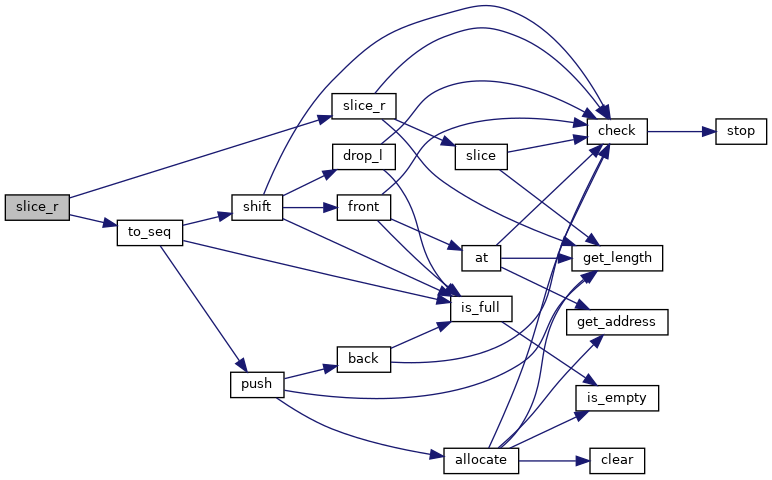 slice_r
to_seq
shift
push
slice_r
drop_l
front
back
slice
at
is_full
allocate
check
get_length
get_address
is_empty
clear
stop